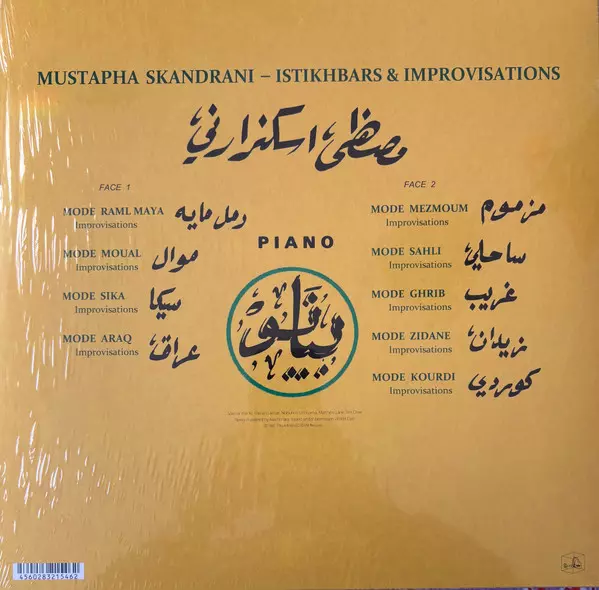 MUSTAPHA SKANDRANI – ISTIKHBARS & IMPROVISATIONS
مصطفى اسكندراني
FACE 1
MODE RAML MAYA رمل مايه
Improvisations
MODE MOUAL موال
Improvisations
MODE SIKA سيكا
Improvisations
MODE ARAQ عراق
Improvisations
PIANO
بيانو
FACE 2
MODE MEZMOUM مزموم
Improvisations
MODE SAHLI ساحلي
Improvisations
MODE GHRIB غريب
Improvisations
MODE ZIDANE زيدان
Improvisations
MODE KOURDI كوردي
Improvisations
4560283215462